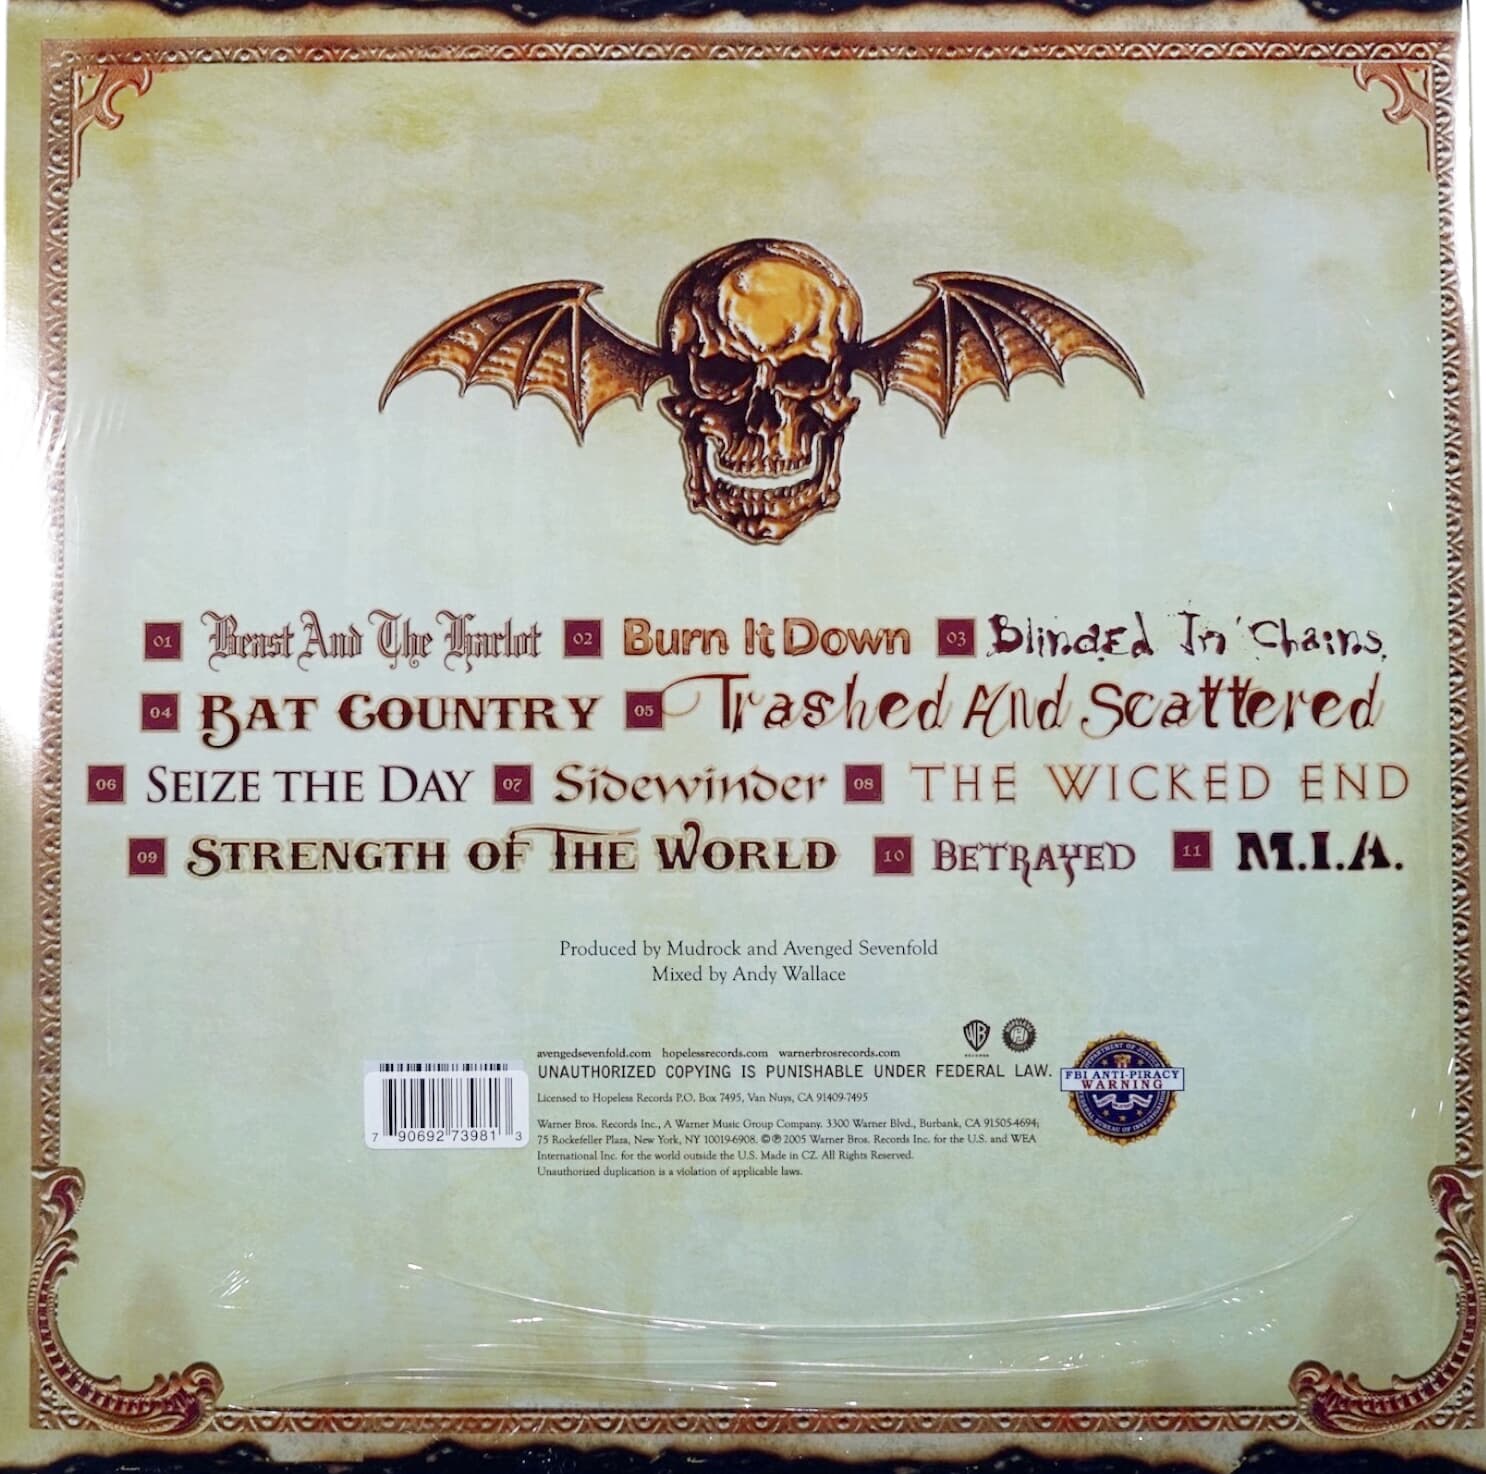 01 Beast And The Harlot 02 Burn It Down 03 Blinded In Chains
04 Bat Country 05 Trashed And Scattered
06 Seize the Day 07 Sidewinder 08 THE WICKED END
09 Strength of The World 10 Betrayed 11 M.I.A.
Produced by Mudrock and Avenged Sevenfold
Mixed by Andy Wallace
WB
avengedsevenfold.com hopelessrecords.com warnerbrosrecords.com
UNAUTHORIZED COPYING IS PUNISHABLE UNDER FEDERAL LAW.
FBI ANTI-PIRACY
WARNING
Licensed to Hopeless Records P.O. Box 7495, Van Nuys, CA 91409-7495
Warner Bros. Records Inc., A Warner Music Group Company. 3300 Warner Blvd., Burbank, CA 91505-4694;
75 Rockefeller Plaza, New York, NY 10019-6908. ©℗ 2005 Warner Bros. Records Inc. for the U.S. and WEA
International Inc. for the world outside the U.S. Made in CZ. All Rights Reserved.
Unauthorized duplication is a violation of applicable laws.
7 90692 73981 3